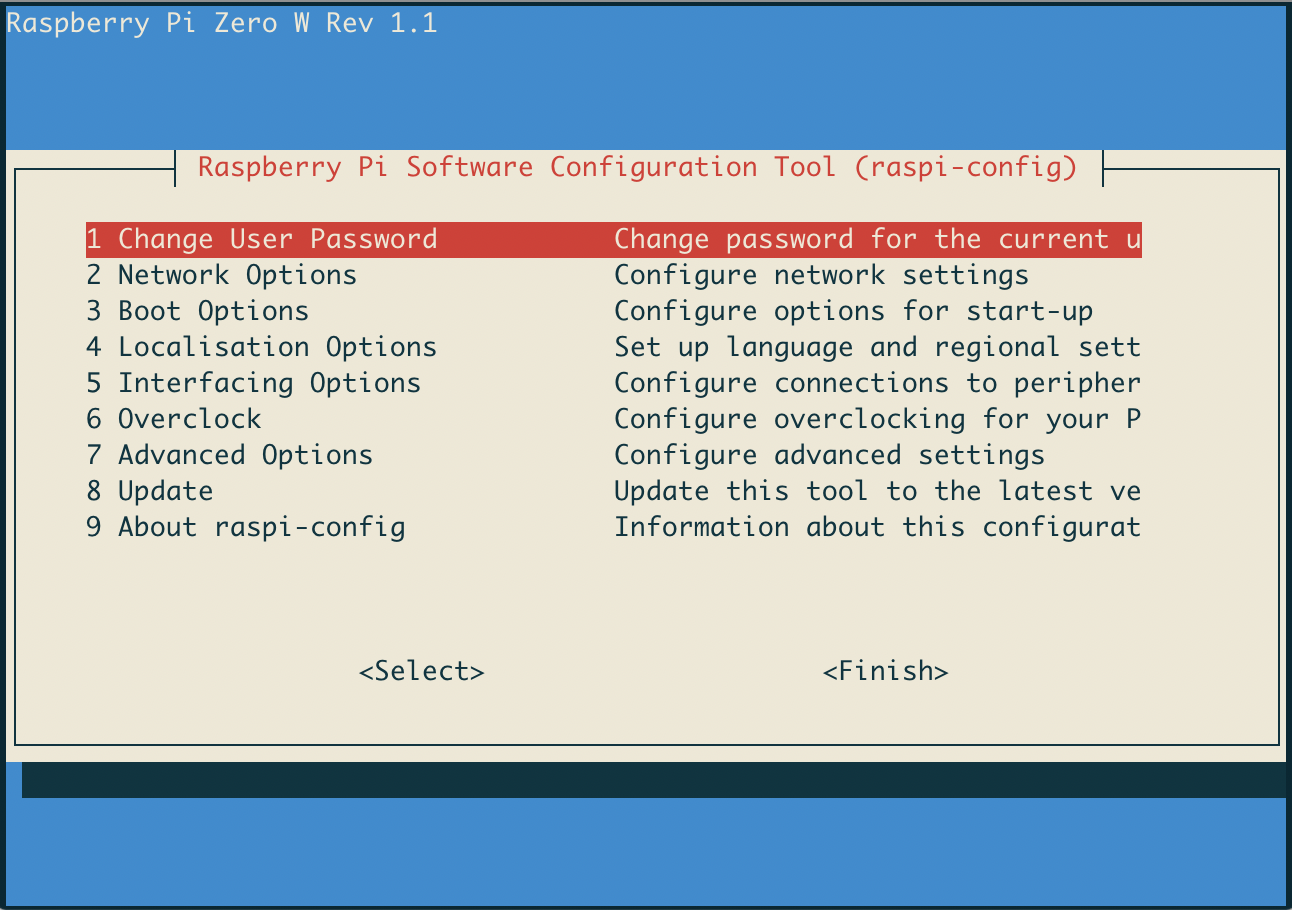 Raspberry Pi Zero W Rev 1.1
Raspberry Pi Software Configuration Tool (raspi-config)
1 Change User Password Change password for the current u
2 Network Options Configure network settings
3 Boot Options Configure options for start-up
4 Localisation Options Set up language and regional sett
5 Interfacing Options Configure connections to peripher
6 Overclock Configure overclocking for your P
7 Advanced Options Configure advanced settings
8 Update Update this tool to the latest ve
9 About raspi-config Information about this configurat
<Select> <Finish>